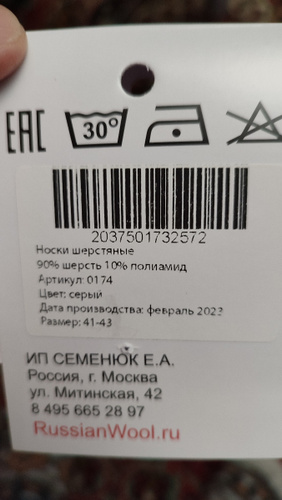 EAC 30°
2037501732572
Носки шерстяные
90% шерсть 10% полиамид
Артикул: 0174
Цвет: серый
Дата производства: февраль 2023
Размер: 41-43
ИП СЕМЕНЮК Е.А.
Россия, г. Москва
ул. Митинская, 42
8 495 665 28 97
RussianWool.ru